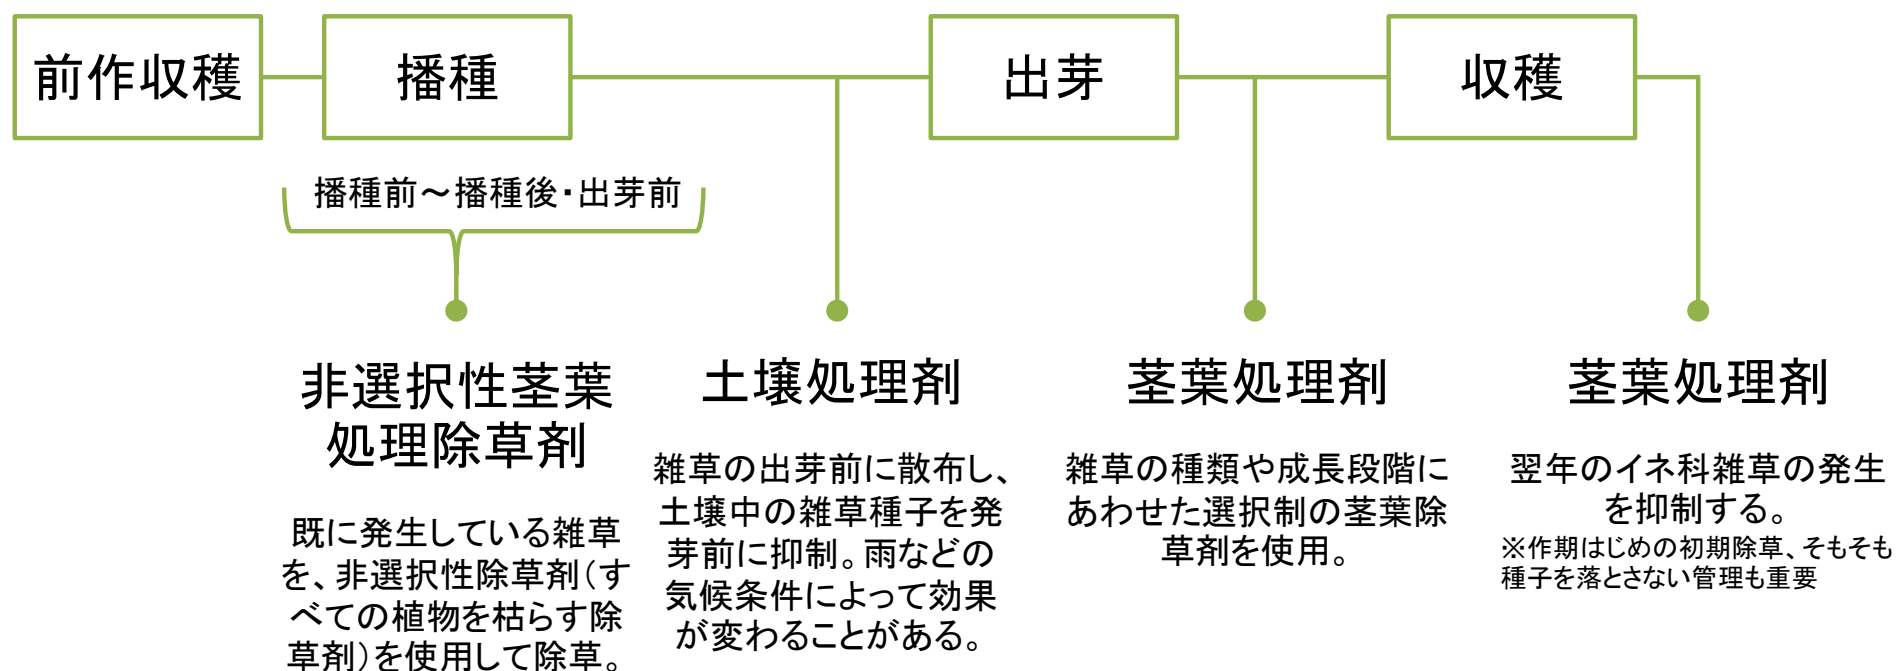 前作収穫
播種
出芽
収穫
播種前～播種後・出芽前
非選択性茎葉
処理除草剤
既に発生している雑草
を、非選択性除草剤(す
べての植物を枯らす除
草剤)を使用して除草。
土壌処理剤
雑草の出芽前に散布し、
土壌中の雑草種子を発
芽前に抑制。雨などの
気候条件によって効果
が変わることがある。
茎葉処理剤
雑草の種類や成長段階に
あわせた選択制の茎葉除
草剤を使用。
茎葉処理剤
翌年のイネ科雑草の発生
を抑制する。
※作期はじめの初期除草、そもそも
種子を落とさない管理も重要